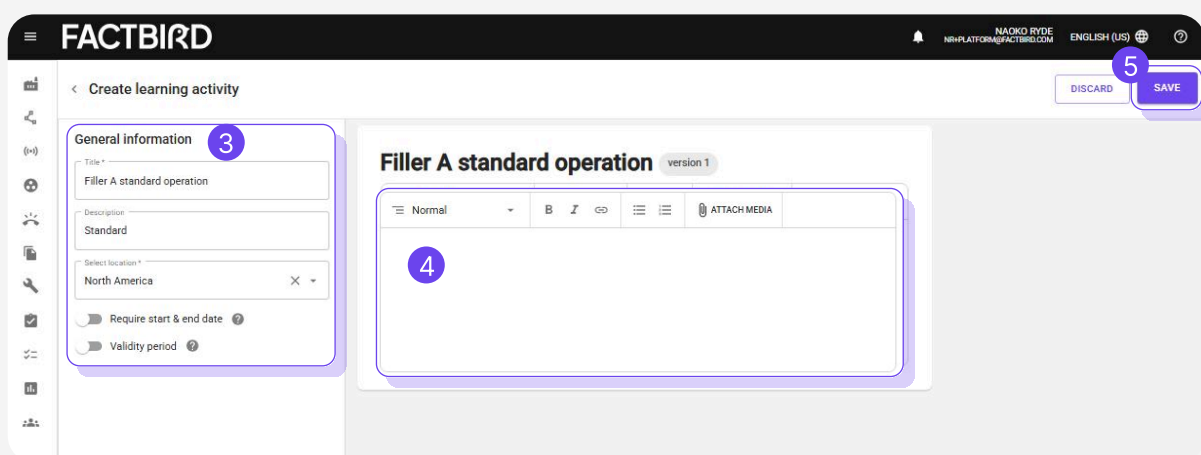 FACTBIRD
NAOKO RYDE
NR+PLATFORM@FACTBIRD.COM
ENGLISH (US)
5
Create learning activity
DISCARD
SAVE
General information
3
Title *
Filler A standard operation
Description
Standard
Select location *
North America
Require start & end date
Validity period
Filler A standard operation version 1
Normal B I ATTACH MEDIA
4